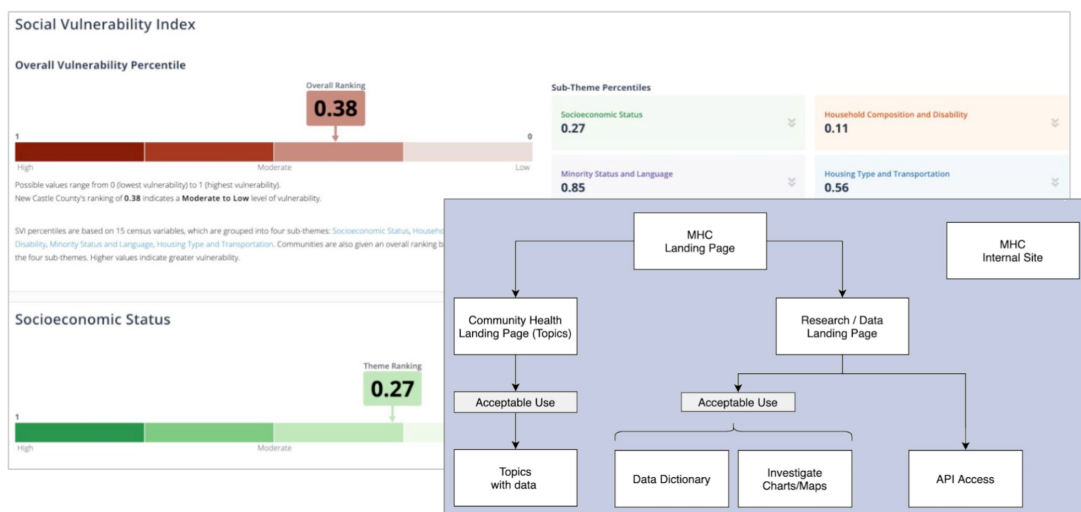 Social Vulnerability Index
Overall Vulnerability Percentile
Overall Ranking
0.38
1
0
High
Moderate
Low
Possible values range from 0 (lowest vulnerability) to 1 (highest vulnerability).
New Castle County's ranking of 0.38 indicates a Moderate to Low level of vulnerability.
SVI percentiles are based on 15 census variables, which are grouped into four sub-themes: Socioeconomic Status,
Disability, Minority Status and Language, Housing Type and Transportation. Communities are also given an overall ranking
the four sub-themes. Higher values indicate greater vulnerability.
Sub-Theme Percentiles
Socioeconomic Status
0.27
Household Composition and Disability
0.11
Minority Status and Language
0.85
Housing Type and Transportation
0.56
Socioeconomic Status
Theme Ranking
0.27
1
High
Moderate
MHC
Landing Page
MHC
Internal Site
Community Health
Landing Page (Topics)
Research / Data
Landing Page
Acceptable Use
Acceptable Use
Topics
with data
Data Dictionary
Investigate
Charts/Maps
API Access